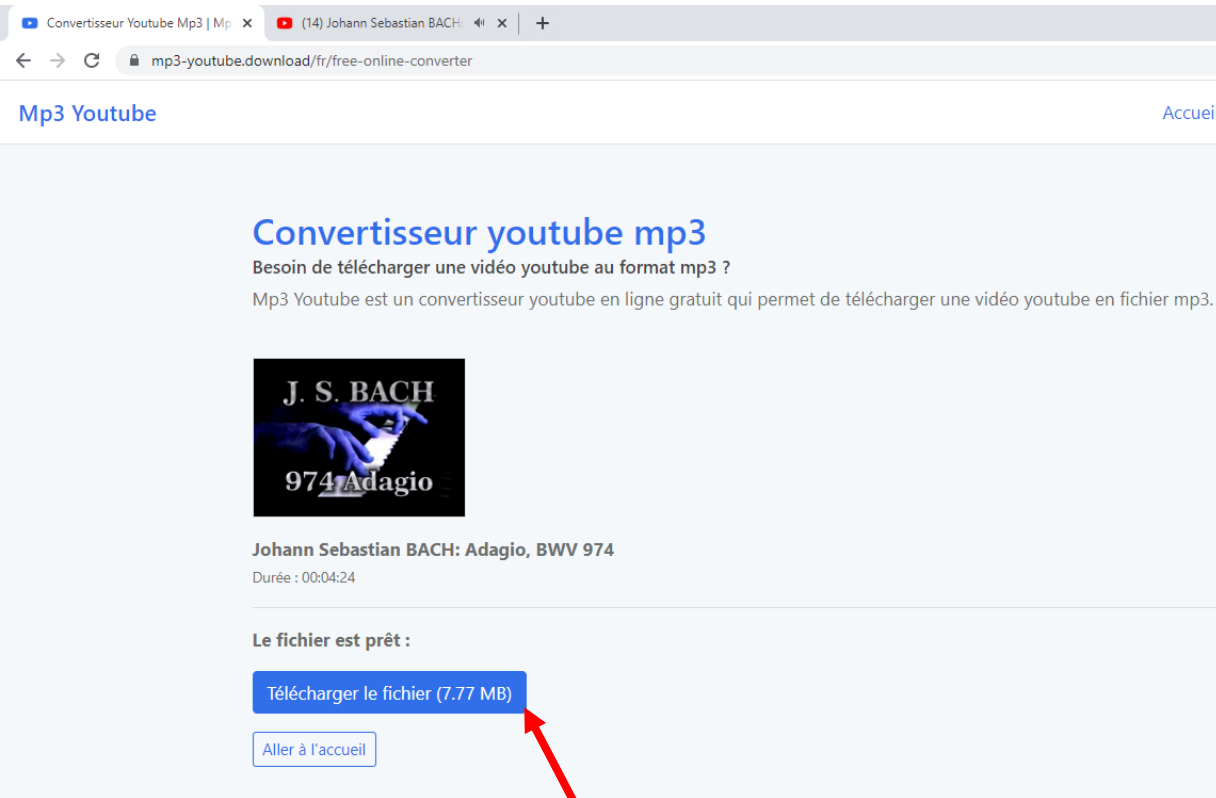 Convertisseur Youtube Mp3 | Mp
(14) Johann Sebastian BACH:
mp3-youtube.download/fr/free-online-converter
Mp3 Youtube
Accueil
Convertisseur youtube mp3
Besoin de télécharger une vidéo youtube au format mp3 ?
Mp3 Youtube est un convertisseur youtube en ligne gratuit qui permet de télécharger une vidéo youtube en fichier mp3.
J. S. BACH
974 Adagio
Johann Sebastian BACH: Adagio, BWV 974
Durée : 00:04:24
Le fichier est prêt :
Télécharger le fichier (7.77 MB)
Aller à l'accueil